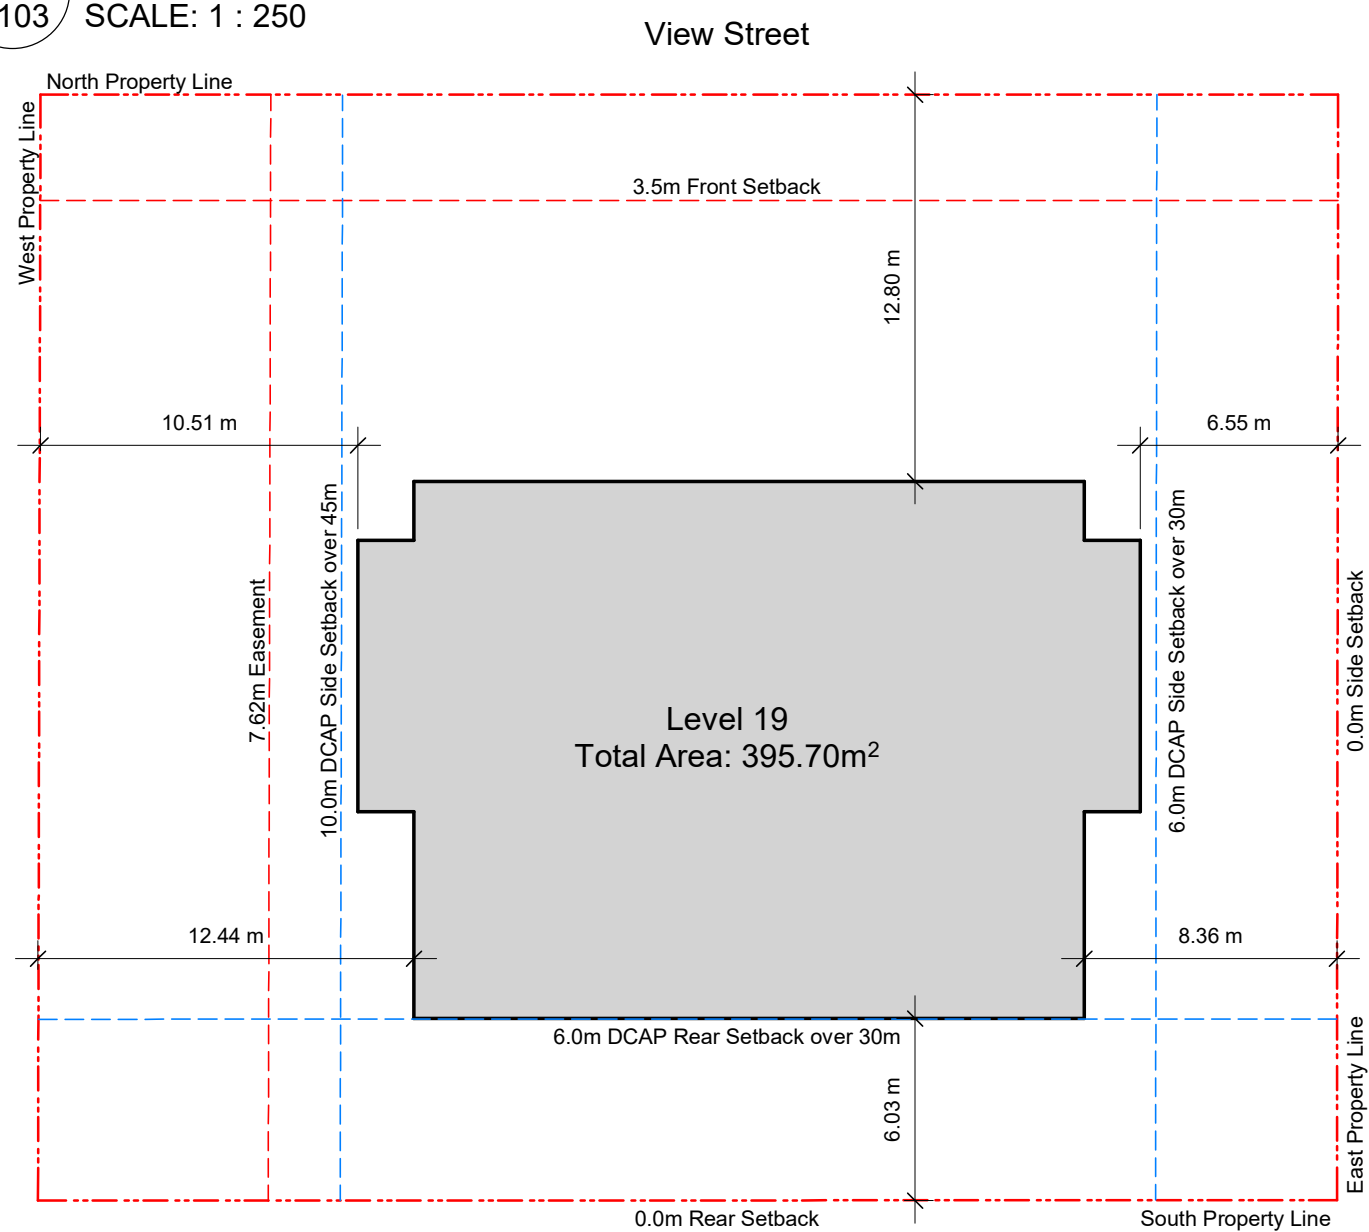 103
SCALE: 1 : 250
View Street
North Property Line
West Property Line
3.5m Front Setback
12.80 m
10.51 m
6.55 m
7.62m Easement
10.0m DCAP Side Setback over 45m
6.0m DCAP Side Setback over 30m
0.0m Side Setback
Level 19
Total Area: 395.70m²
12.44 m
8.36 m
6.0m DCAP Rear Setback over 30m
6.03 m
East Property Line
0.0m Rear Setback
South Property Line